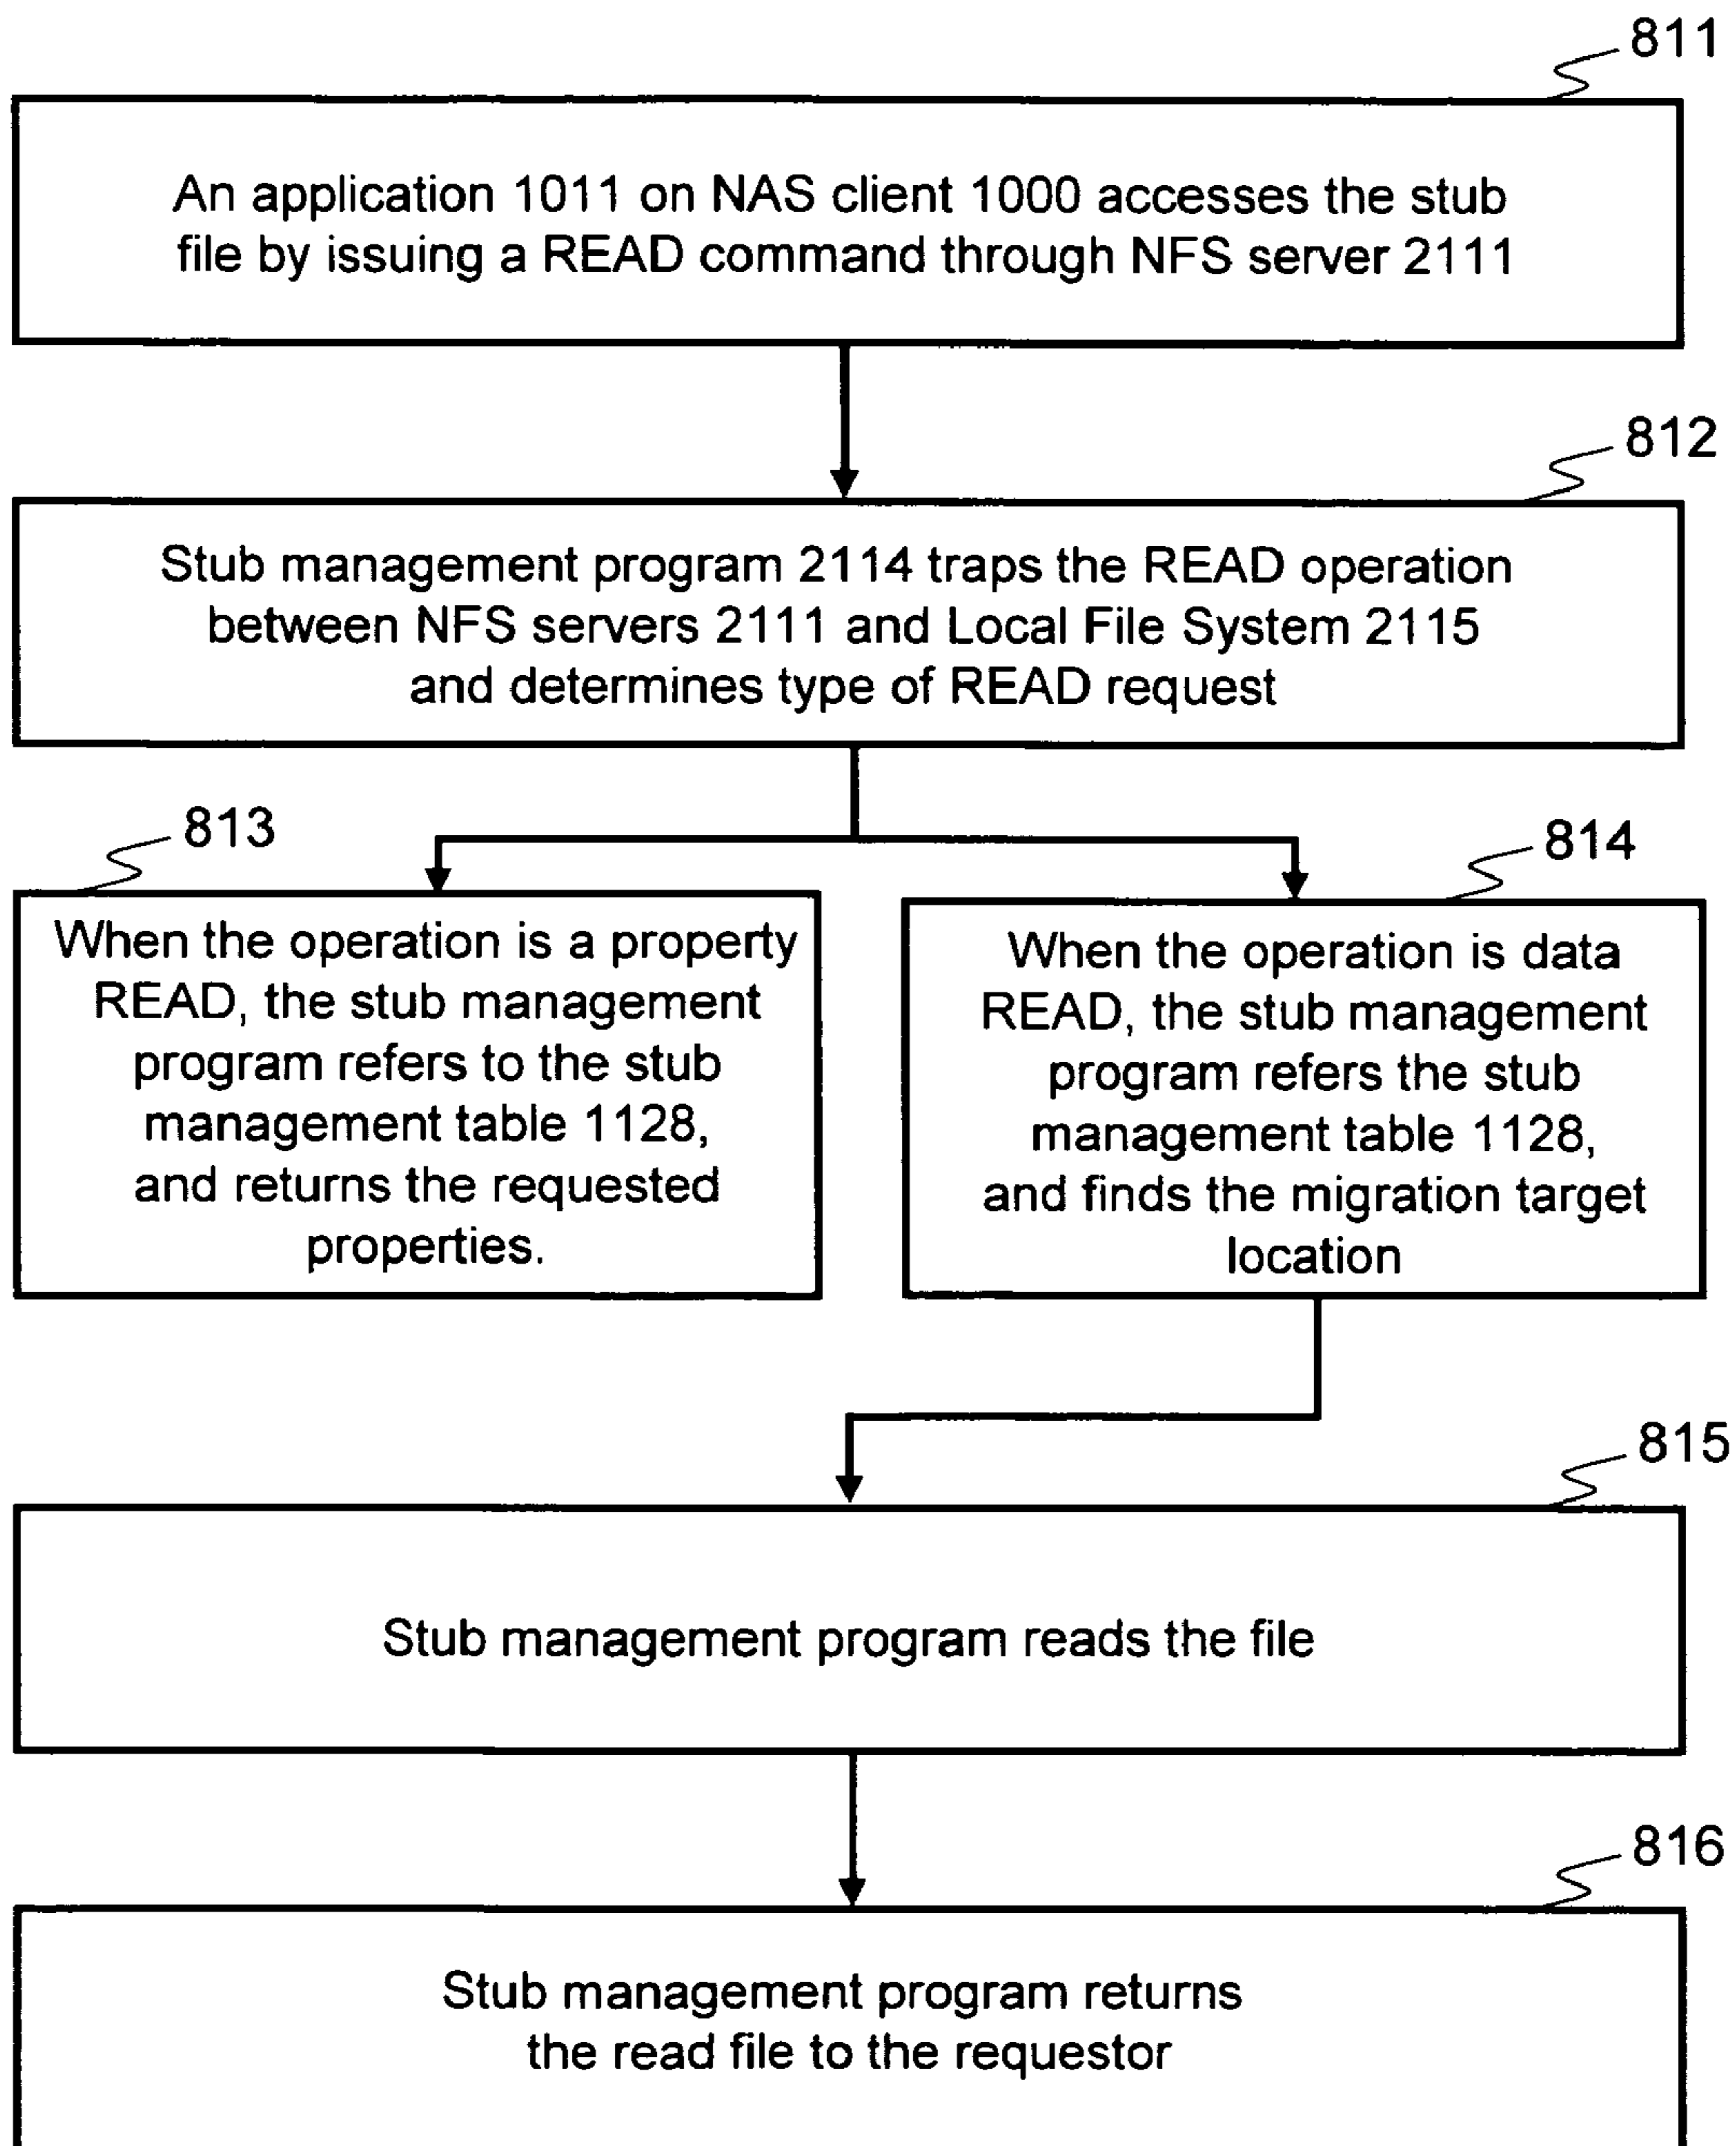 811
An application 1011 on NAS client 1000 accesses the stub
file by issuing a READ command through NFS server 2111
812
Stub management program 2114 traps the READ operation
between NFS servers 2111 and Local File System 2115
and determines type of READ request
813
When the operation is a property
READ, the stub management
program refers to the stub
management table 1128,
and returns the requested
properties.
814
When the operation is data
READ, the stub management
program refers the stub
management table 1128,
and finds the migration target
location
815
Stub management program reads the file
816
Stub management program returns
the read file to the requestor